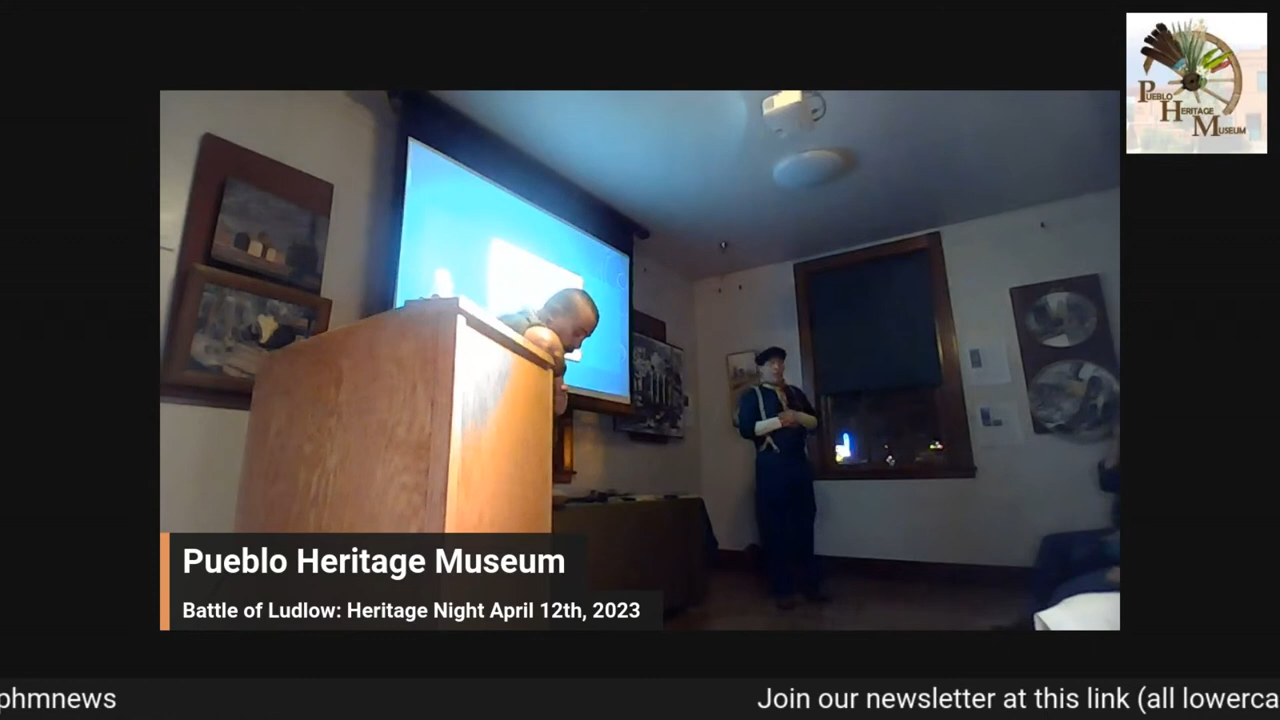 Pueblo
Heritage
Museum
Pueblo Heritage Museum
Battle of Ludlow: Heritage Night April 12th, 2023
phmnews
Join our newsletter at this link (all lowerca